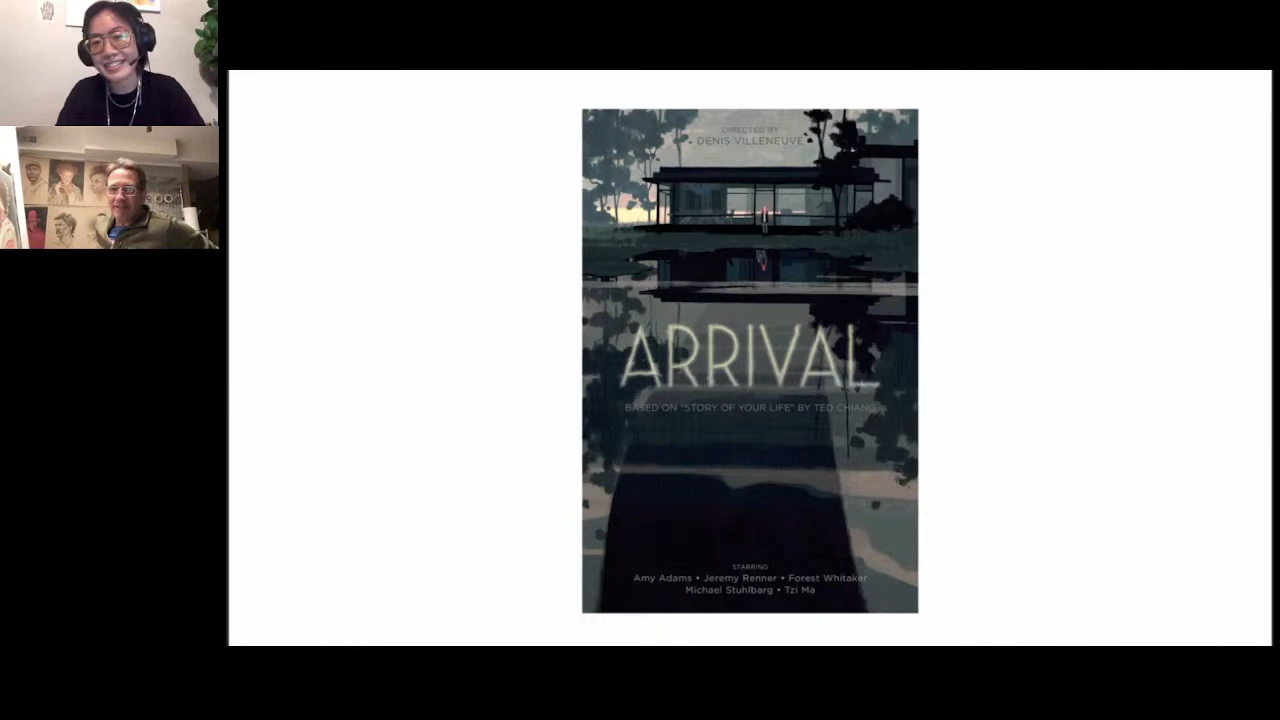 DIRECTED BY
DENIS VILLENEUVE
ARRIVAL
BASED ON "STORY OF YOUR LIFE" BY TED CHIANG
STARRING
Amy Adams • Jeremy Renner • Forest Whitaker
Michael Stuhlbarg • Tzi Ma